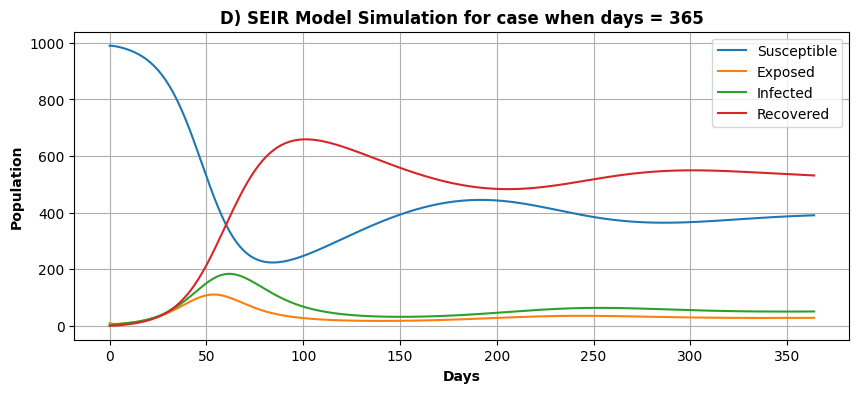 D) SEIR Model Simulation for case when days = 365
1000
800
600
400
200
0
Population
Susceptible
Exposed
Infected
Recovered
0 50 100 150 200 250 300 350
Days